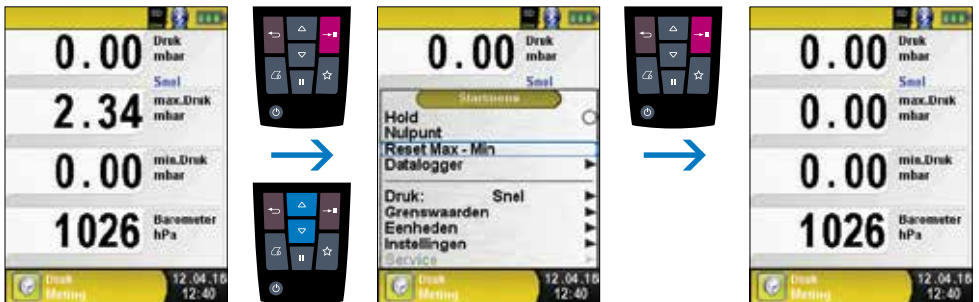 0.00 Druk mbar
Snel
2.34 max.Druk mbar
0.00 min.Druk mbar
1026 Barometer hPa
Druk Meting
12.04.16
12:40
0.00 Druk mbar
Snel
Startmenu
Hold
Nulpunt
Reset Max - Min
Datalogger
Druk: Snel
Grenswaarden
Eenheden
Instellingen
Service
Druk Meting
12.04.16
12:40
0.00 Druk mbar
Snel
0.00 max.Druk mbar
0.00 min.Druk mbar
1026 Barometer hPa
Druk Meting
12.04.16
12:40